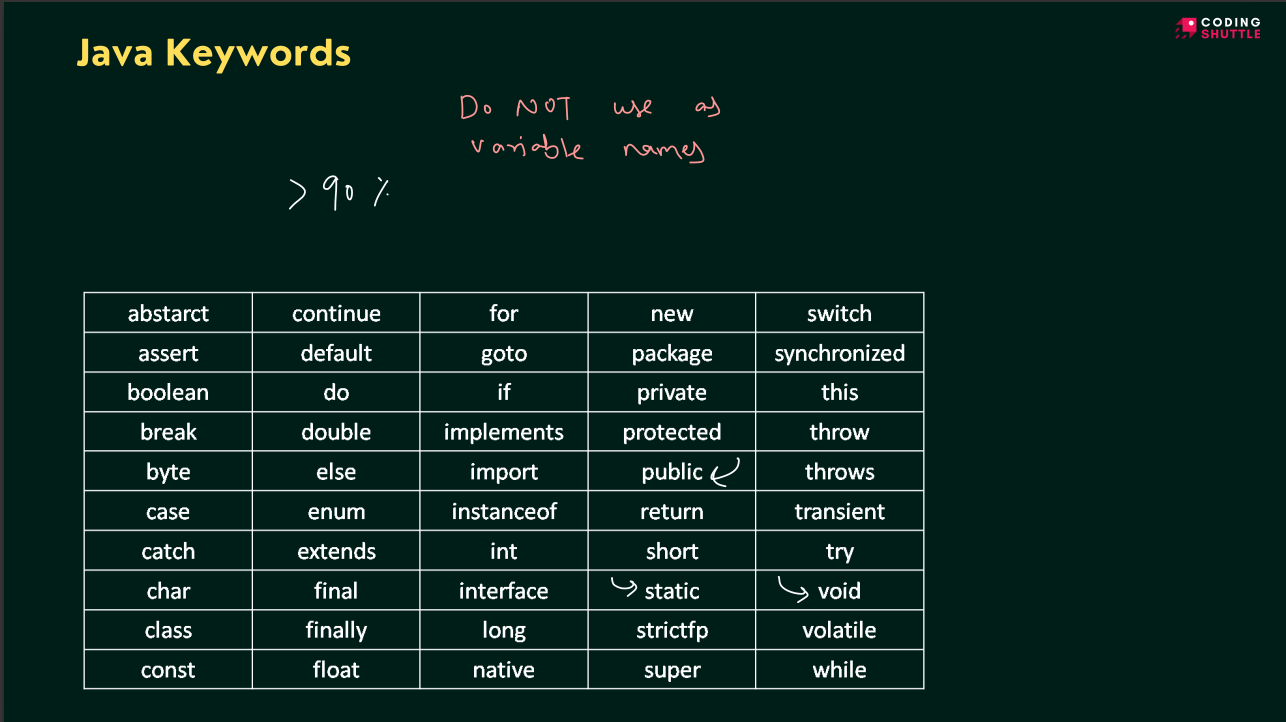 CODING
SHUTTLE
Java Keywords
Do NOT use as
variable names
> 90 %
abstarct continue for new switch
assert default goto package synchronized
boolean do if private this
break double implements protected throw
byte else import public throws
case enum instanceof return transient
catch extends int short try
char final interface static void
class finally long strictfp volatile
const float native super while